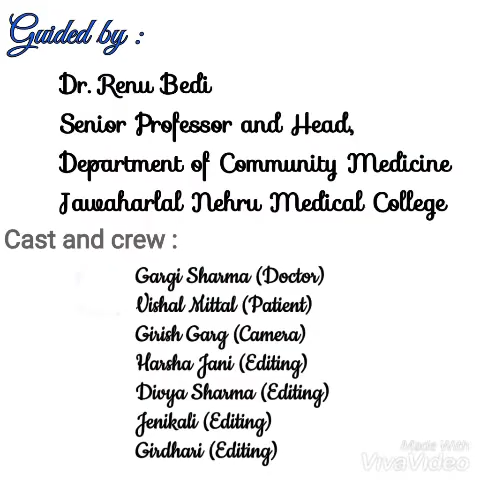 Guided by :
Dr. Renu Bedi
Senior Professor and Head,
Department of Community Medicine
Jawaharlal Nehru Medical College
Cast and crew :
Gargi Sharma (Doctor)
Vishal Mittal (Patient)
Girish Garg (Camera)
Harsha Jani (Editing)
Divya Sharma (Editing)
Jenikali (Editing)
Girdhari (Editing)
Made With
VivaVideo